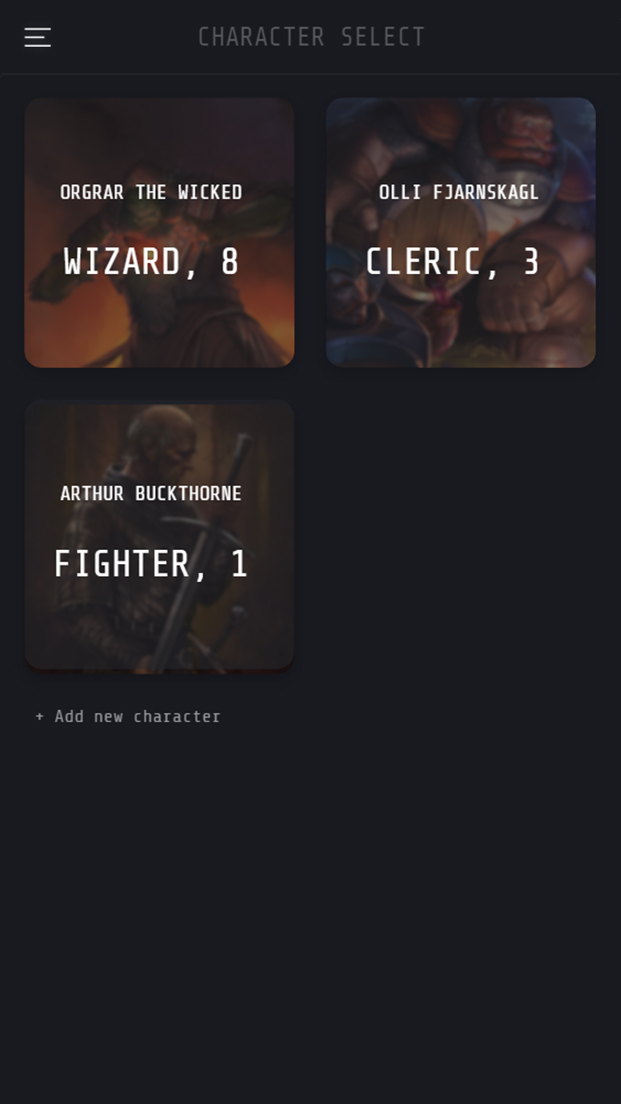 CHARACTER SELECT
ORGRAR THE WICKED
WIZARD, 8
OLLI FJARNSKAGL
CLERIC, 3
ARTHUR BUCKTHORNE
FIGHTER, 1
+ Add new character